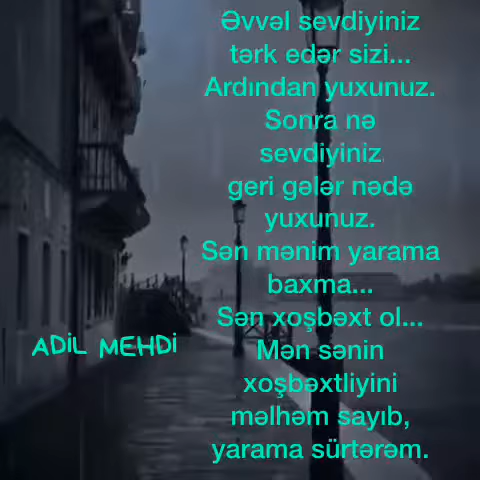 Əvvəl sevdiyiniz
tərk edər sizi...
Ardından yuxunuz.
Sonra nə
sevdiyiniz
geri gələr nədə
yuxunuz.
Sən mənim yarama
baxma...
Sən xoşbəxt ol...
Mən sənin
xoşbəxtliyini
məlhəm sayıb,
yarama sürtərəm.
ADİL MEHDİ